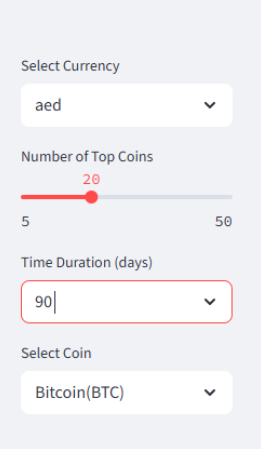 Select Currency
aed
Number of Top Coins
20
5 50
Time Duration (days)
90
Select Coin
Bitcoin(BTC)